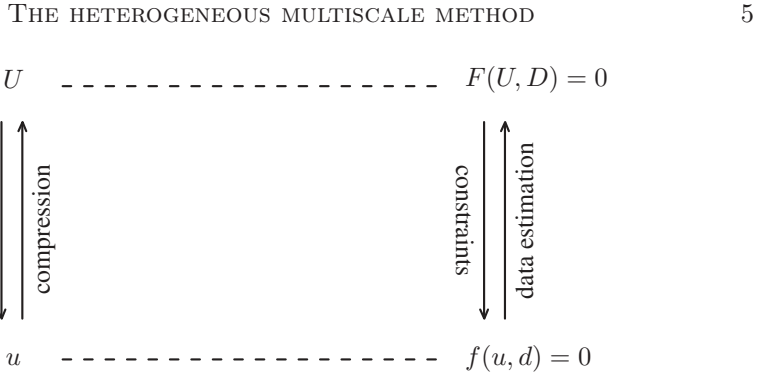 THE HETEROGENEOUS MULTISCALE METHOD 5
U F(U, D) = 0
compression
constraints
data estimation
u f(u, d) = 0